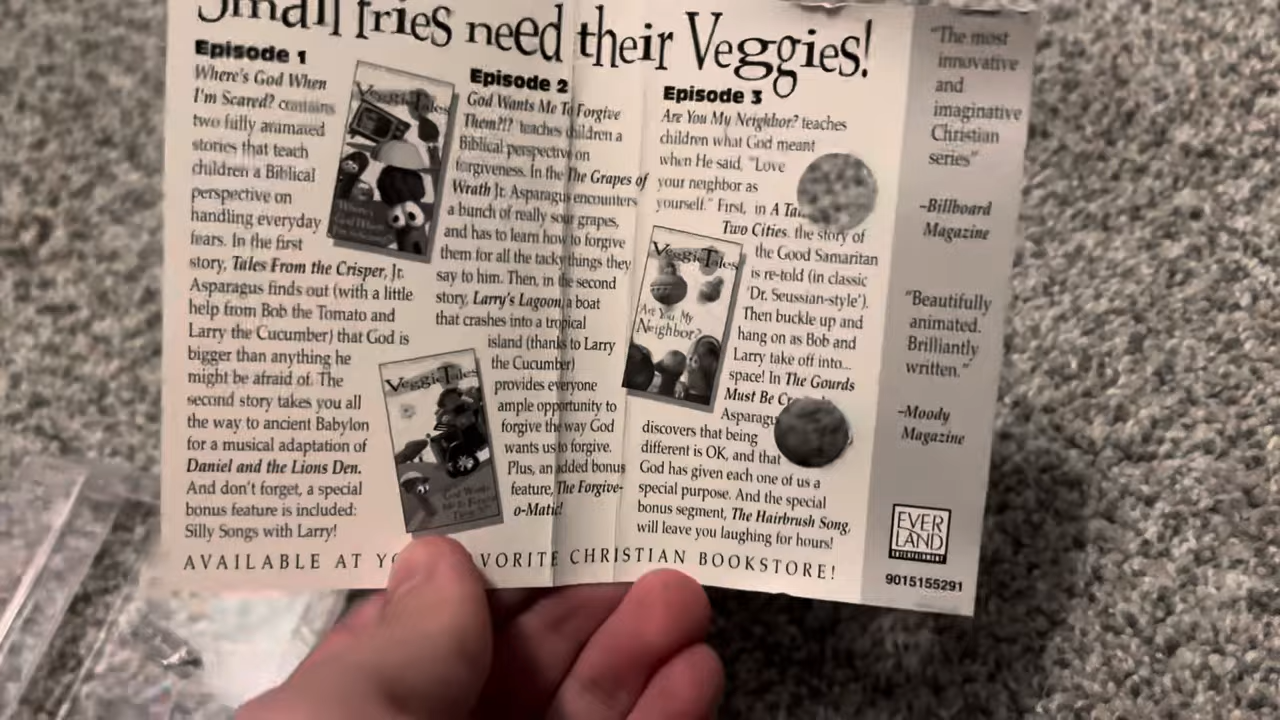 Small fries need their Veggies!
Episode 1
Where's God When
I'm Scared? contains
two fully animated
stories that teach
children a Biblical
perspective on
handling everyday
fears. In the first
story, Tales From the Crisper, Jr.
Asparagus finds out (with a little
help from Bob the Tomato and
Larry the Cucumber) that God is
bigger than anything he
might be afraid of. The
second story takes you all
the way to ancient Babylon
for a musical adaptation of
Daniel and the Lions Den.
And don't forget, a special
bonus feature is included:
Silly Songs with Larry!
VeggieTales
Episode 2
God Wants Me To Forgive
Them?!? teaches children a
Biblical perspective on
forgiveness. In the The Grapes of
Wrath Jr. Asparagus encounters
a bunch of really sour grapes,
and has to learn how to forgive
them for all the tacky things they
say to him. Then, in the second
story, Larry's Lagoon, a boat
that crashes into a tropical
island (thanks to Larry
the Cucumber)
provides everyone
ample opportunity to
forgive the way God
wants us to forgive.
Plus, an added bonus
feature, The Forgive-
o-Matic!
VeggieTales
Episode 3
Are You My Neighbor? teaches
children what God meant
when He said, "Love
your neighbor as
yourself." First, in A
Two Cities, the story of
the Good Samaritan
is re-told (in classic
'Dr. Seussian-style').
Then buckle up and
hang on as Bob and
Larry take off into...
space! In The Gourds
Must Be
Asparagu
discovers that being
different is OK, and that
God has given each one of us a
special purpose. And the special
bonus segment, The Hairbrush Song,
will leave you laughing for hours!
VeggieTales
Are You My
Neighbor?
AVAILABLE AT VORITE CHRISTIAN BOOKSTORE!
"The most
innovative
and
imaginative
Christian
series"
–Billboard
Magazine
"Beautifully
animated.
Brilliantly
written."
–Moody
Magazine
EVER
LAND
ENTERTAINMENT
9015155291